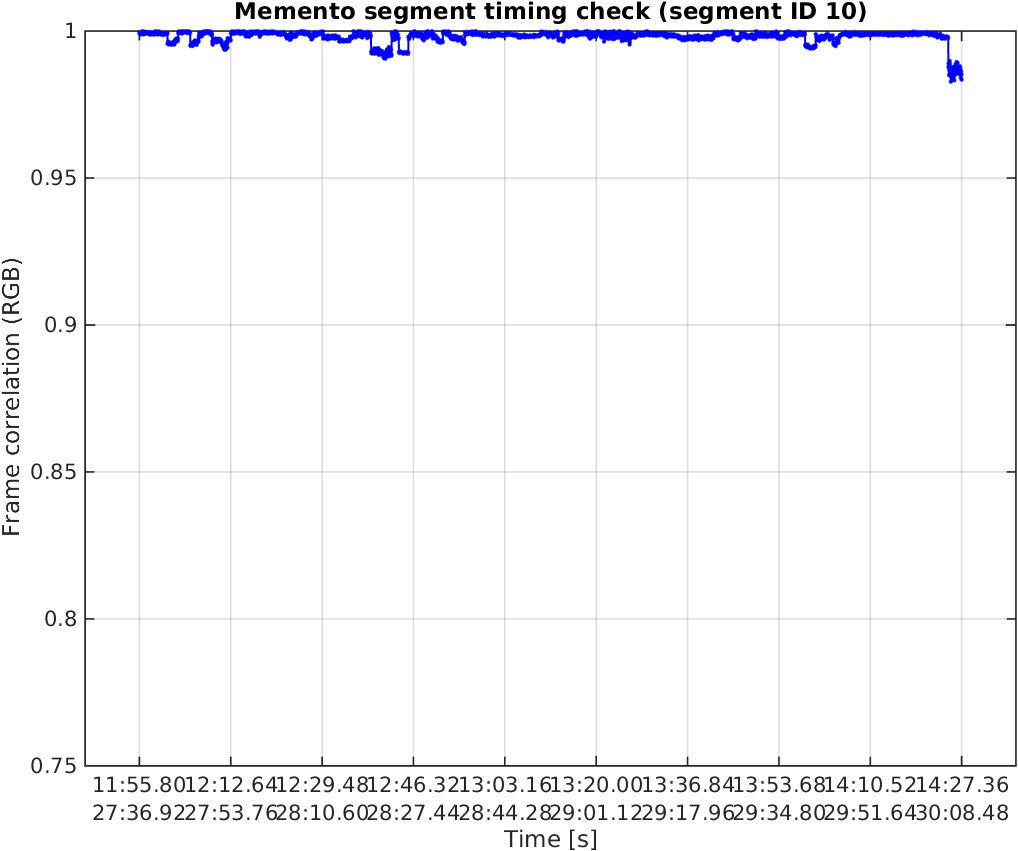 Memento segment timing check (segment ID 10)
1
0.95
0.9
0.85
0.8
0.75
Frame correlation (RGB)
11:55.80 12:12.64 12:29.48 12:46.32 13:03.16 13:20.00 13:36.84 13:53.68 14:10.52 14:27.36
27:36.92 27:53.76 28:10.60 28:27.44 28:44.28 29:01.12 29:17.96 29:34.80 29:51.64 30:08.48
Time [s]